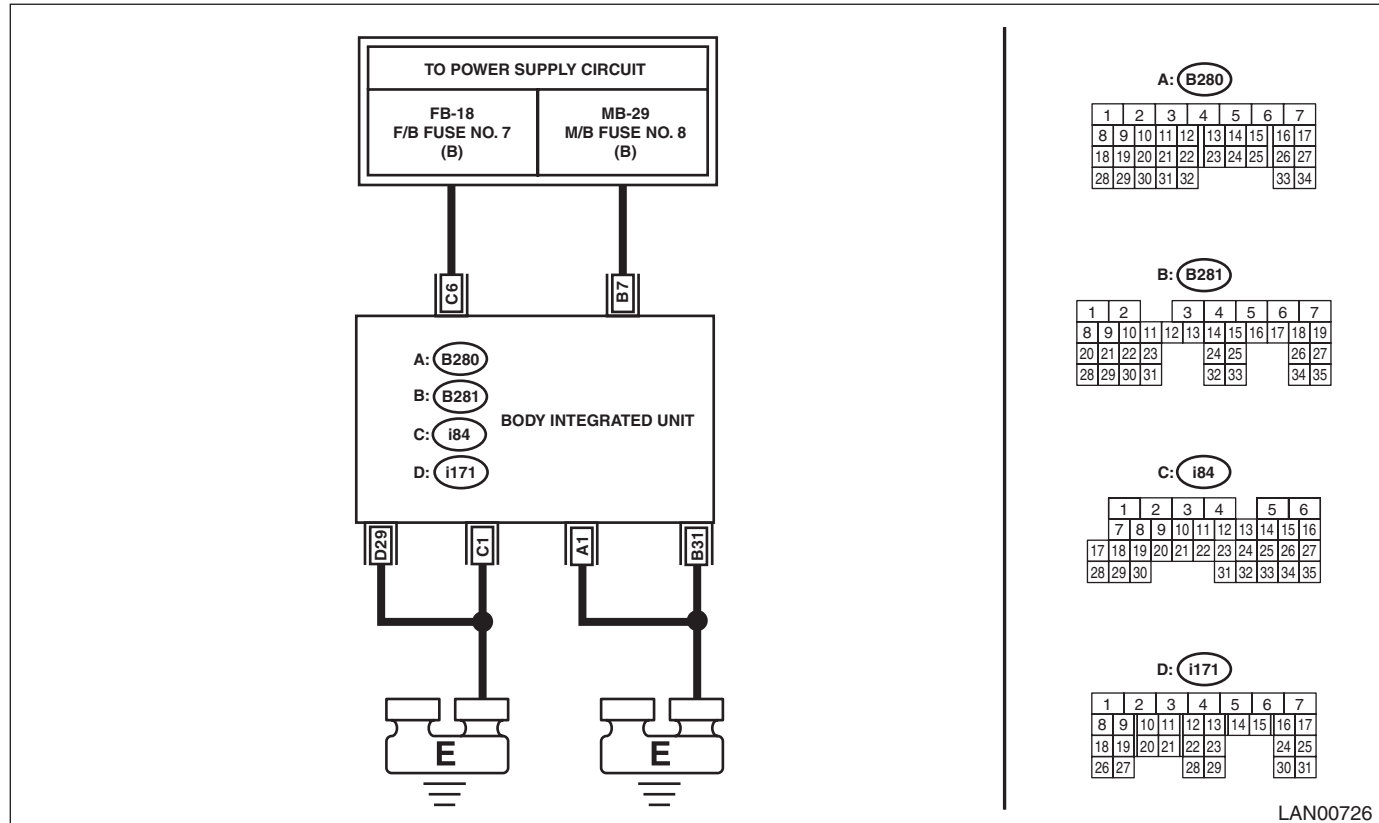 TO POWER SUPPLY CIRCUIT
FB-18
F/B FUSE NO. 7
(B)
MB-29
M/B FUSE NO. 8
(B)
C6
B7
A: B280
B: B281
C: i84
D: i171
BODY INTEGRATED UNIT
D29
C1
A1
B31
E
E
A: B280
1 2 3 4 5 6 7
8 9 10 11 12 13 14 15 16 17
18 19 20 21 22 23 24 25 26 27
28 29 30 31 32 33 34
B: B281
1 2 3 4 5 6 7
8 9 10 11 12 13 14 15 16 17 18 19
20 21 22 23 24 25 26 27
28 29 30 31 32 33 34 35
C: i84
1 2 3 4 5 6
7 8 9 10 11 12 13 14 15 16
17 18 19 20 21 22 23 24 25 26 27
28 29 30 31 32 33 34 35
D: i171
1 2 3 4 5 6 7
8 9 10 11 12 13 14 15 16 17
18 19 20 21 22 23 24 25
26 27 28 29 30 31
LAN00726